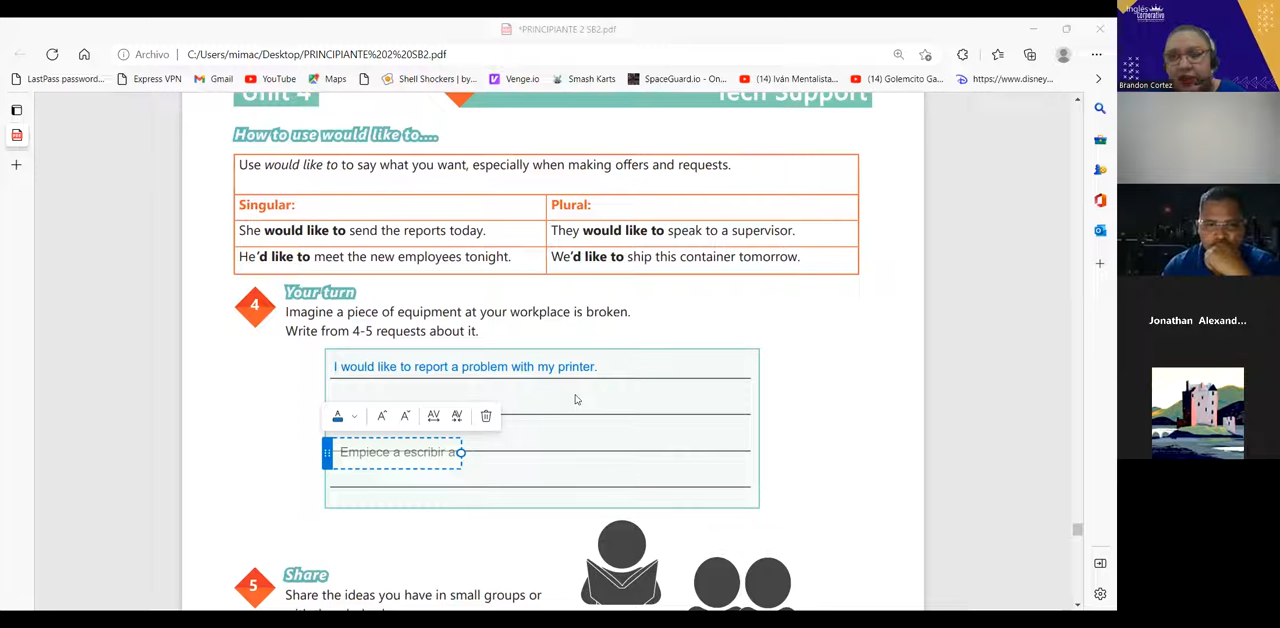 *PRINCIPIANTE 2 SB2.pdf
Archivo C:/Users/mimac/Desktop/PRINCIPIANTE%202%20SB2.pdf
LastPass password... Express VPN Gmail YouTube Maps Shell Shockers | by... Venge.io Smash Karts SpaceGuard.io - On... (14) Iván Mentalista... (14) Golemcito Ga... https://www.disney...
Unit 4 Tech Support
How to use would like to....
Use would like to to say what you want, especially when making offers and requests.
Singular: Plural:
She would like to send the reports today. They would like to speak to a supervisor.
He'd like to meet the new employees tonight. We'd like to ship this container tomorrow.
4 Your turn
Imagine a piece of equipment at your workplace is broken.
Write from 4-5 requests about it.
I would like to report a problem with my printer.
Empiece a escribir a
5 Share
Share the ideas you have in small groups or
Inglés
Corporativo
Brandon Cortez
Jonathan Alexand...